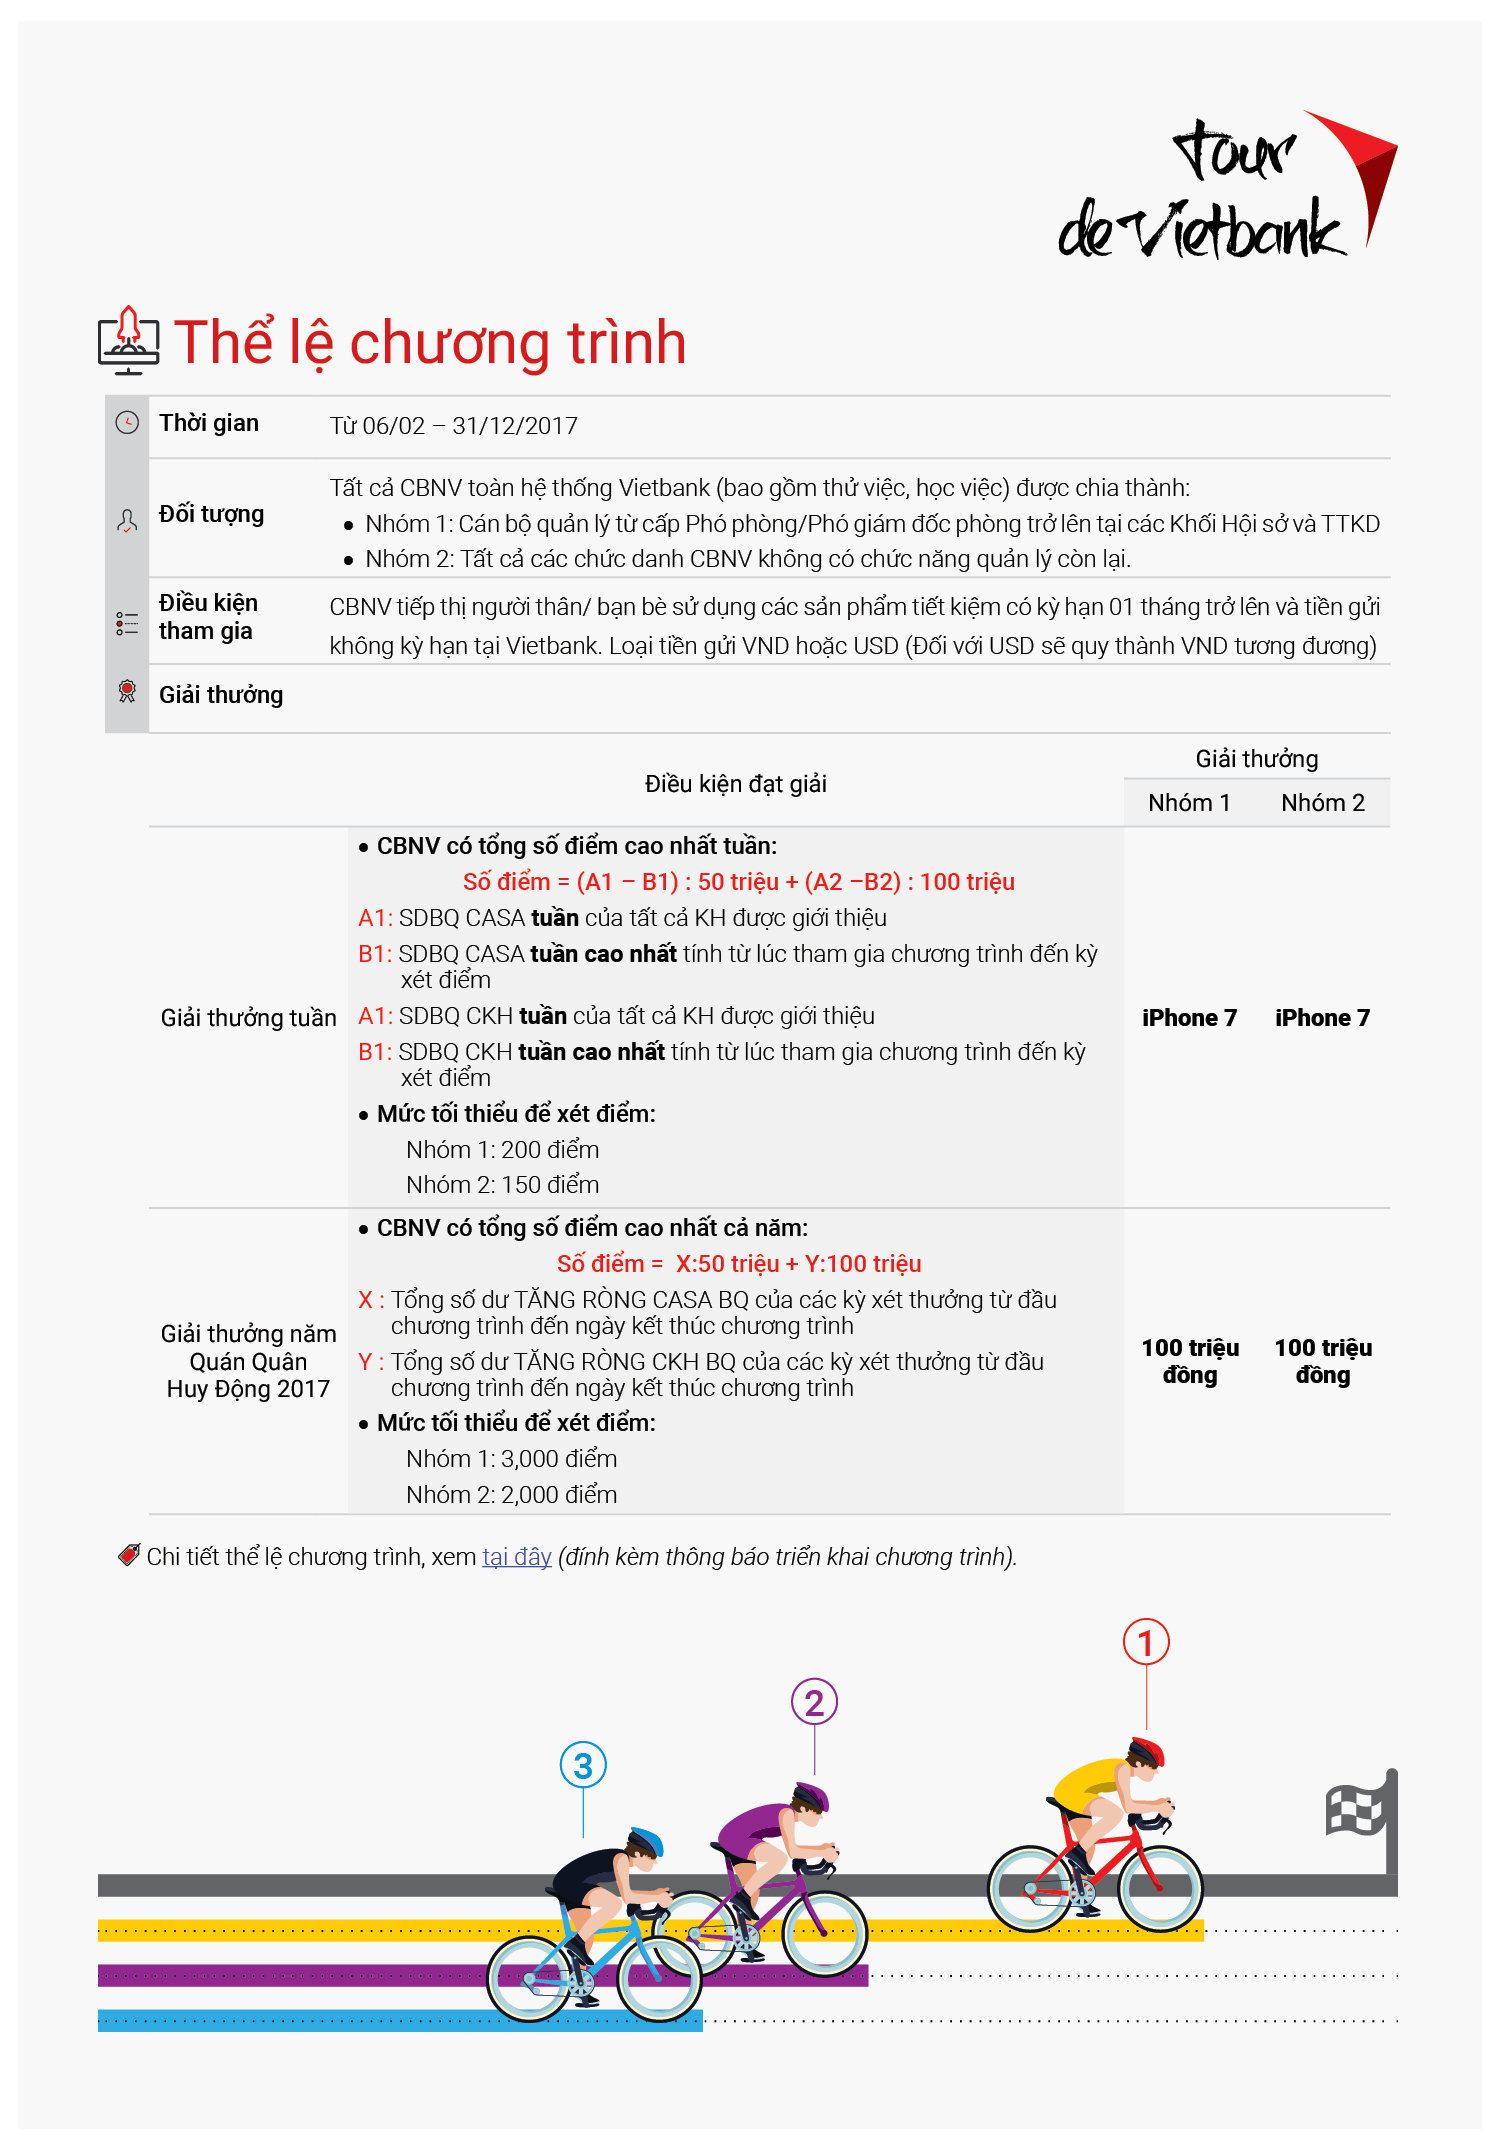 tour
de Vietbank
Thể lệ chương trình
Thời gian
Từ 06/02 – 31/12/2017
Đối tượng
Tất cả CBNV toàn hệ thống Vietbank (bao gồm thử việc, học việc) được chia thành:
• Nhóm 1: Cán bộ quản lý từ cấp Phó phòng/Phó giám đốc phòng trở lên tại các Khối Hội sở và TTKD
• Nhóm 2: Tất cả các chức danh CBNV không có chức năng quản lý còn lại.
Điều kiện
tham gia
CBNV tiếp thị người thân/ bạn bè sử dụng các sản phẩm tiết kiệm có kỳ hạn 01 tháng trở lên và tiền gửi
không kỳ hạn tại Vietbank. Loại tiền gửi VND hoặc USD (Đối với USD sẽ quy thành VND tương đương)
Giải thưởng
Điều kiện đạt giải
Giải thưởng
Nhóm 1 Nhóm 2
Giải thưởng tuần
• CBNV có tổng số điểm cao nhất tuần:
Số điểm = (A1 – B1) : 50 triệu + (A2 –B2) : 100 triệu
A1: SDBQ CASA tuần của tất cả KH được giới thiệu
B1: SDBQ CASA tuần cao nhất tính từ lúc tham gia chương trình đến kỳ
xét điểm
A1: SDBQ CKH tuần của tất cả KH được giới thiệu
B1: SDBQ CKH tuần cao nhất tính từ lúc tham gia chương trình đến kỳ
xét điểm
• Mức tối thiểu để xét điểm:
Nhóm 1: 200 điểm
Nhóm 2: 150 điểm
iPhone 7 iPhone 7
Giải thưởng năm
Quán Quân
Huy Động 2017
• CBNV có tổng số điểm cao nhất cả năm:
Số điểm = X:50 triệu + Y:100 triệu
X : Tổng số dư TĂNG RÒNG CASA BQ của các kỳ xét thưởng từ đầu
chương trình đến ngày kết thúc chương trình
Y : Tổng số dư TĂNG RÒNG CKH BQ của các kỳ xét thưởng từ đầu
chương trình đến ngày kết thúc chương trình
• Mức tối thiểu để xét điểm:
Nhóm 1: 3,000 điểm
Nhóm 2: 2,000 điểm
100 triệu 100 triệu
đồng đồng
Chi tiết thể lệ chương trình, xem tại đây (đính kèm thông báo triển khai chương trình).
1
2
3